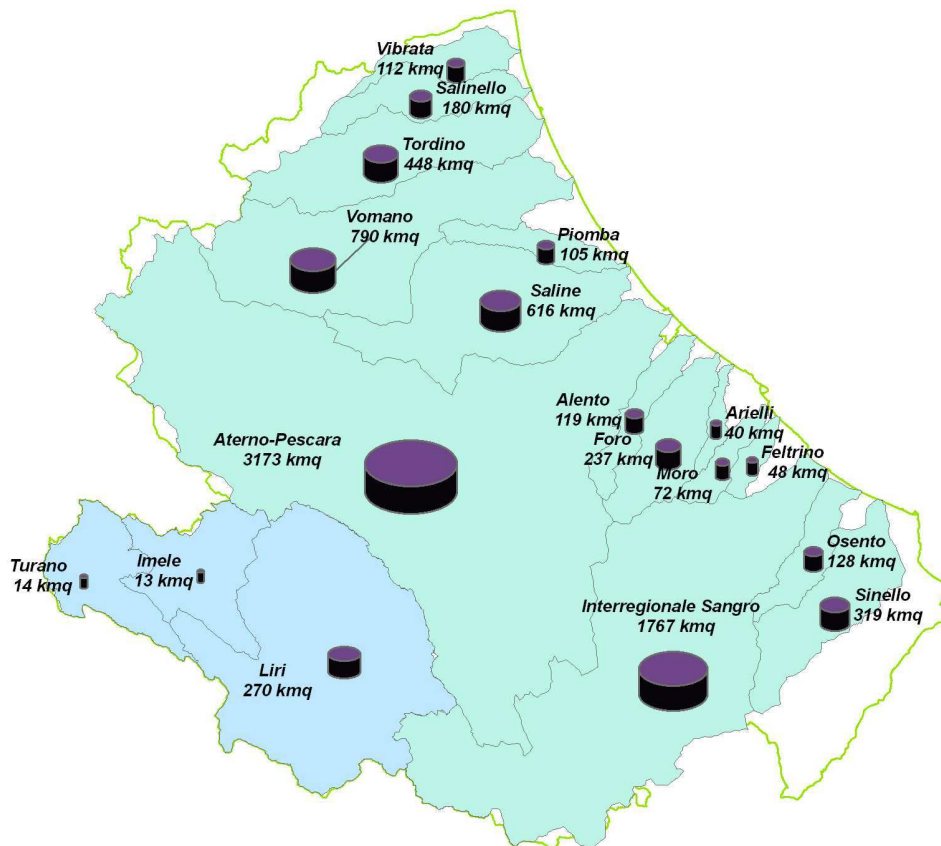 Vibrata
112 kmq
Salinello
180 kmq
Tordino
448 kmq
Vomano
790 kmq
Piomba
105 kmq
Saline
616 kmq
Alento
119 kmq
Arielli
40 kmq
Foro
237 kmq
Feltrino
48 kmq
Moro
72 kmq
Aterno-Pescara
3173 kmq
Turano
14 kmq
Imele
13 kmq
Osento
128 kmq
Sinello
319 kmq
Interregionale Sangro
1767 kmq
Liri
270 kmq